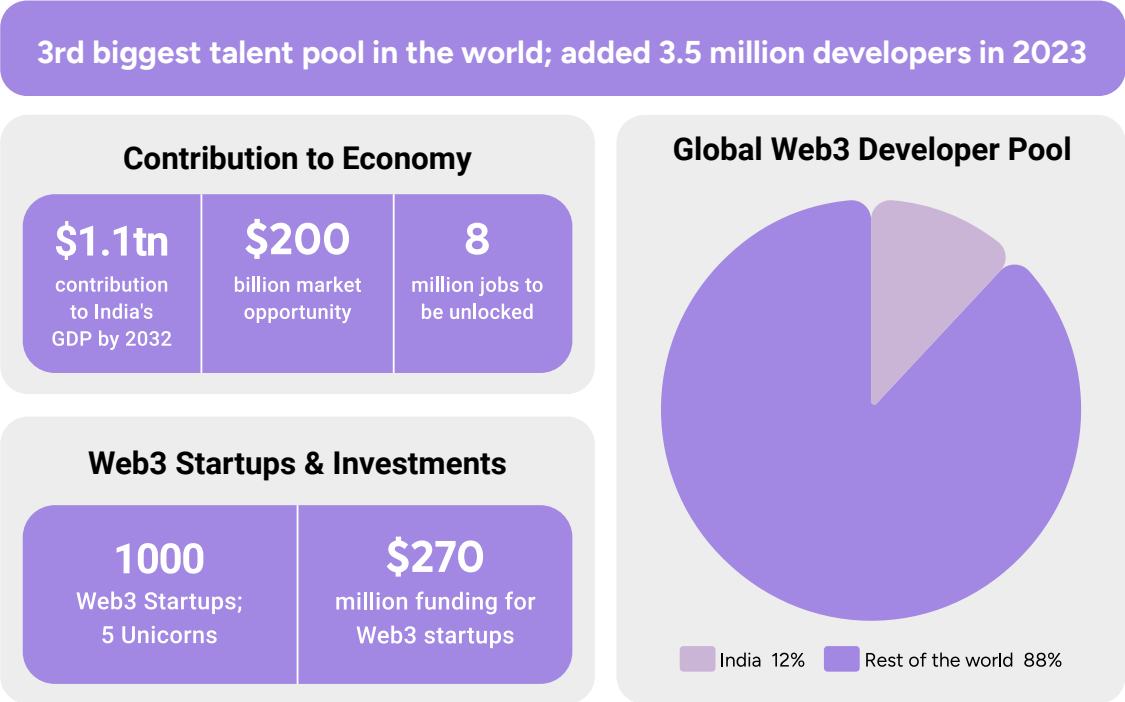 3rd biggest talent pool in the world; added 3.5 million developers in 2023
Contribution to Economy
$1.1tn
contribution
to India's
GDP by 2032
$200
billion market
opportunity
8
million jobs to
be unlocked
Web3 Startups & Investments
1000
Web3 Startups;
5 Unicorns
$270
million funding for
Web3 startups
Global Web3 Developer Pool
India 12%
Rest of the world 88%